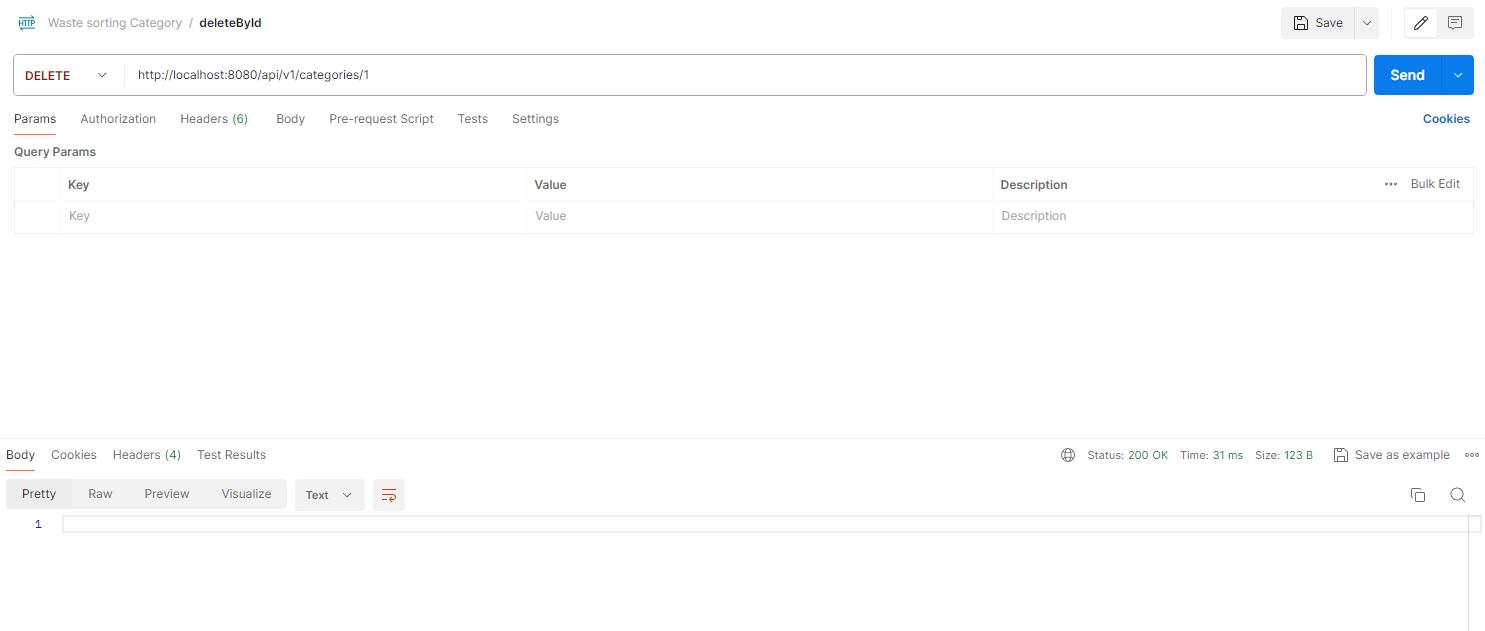 HTTP Waste sorting Category / deleteById Save
DELETE http://localhost:8080/api/v1/categories/1 Send
Params Authorization Headers (6) Body Pre-request Script Tests Settings Cookies
Query Params
Key Value Description ••• Bulk Edit
Key Value Description
Body Cookies Headers (4) Test Results Status: 200 OK Time: 31 ms Size: 123 B Save as example
Pretty Raw Preview Visualize Text
1